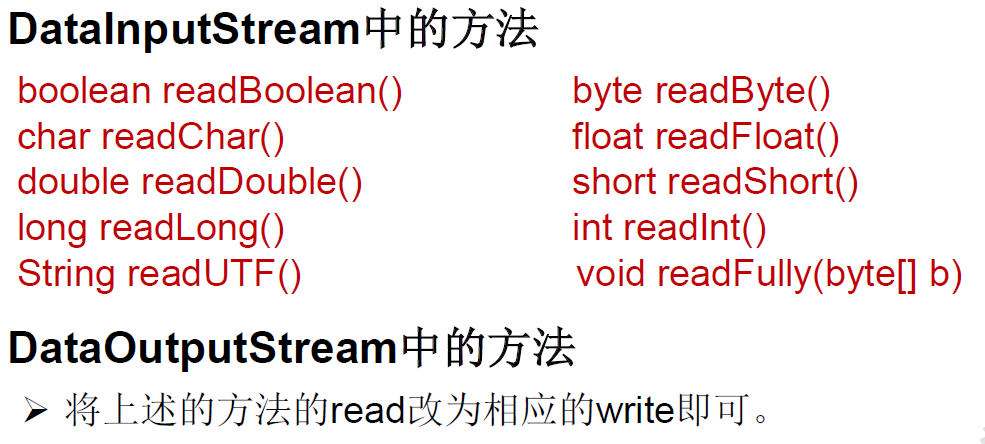 DataInputStream中的方法
boolean readBoolean() byte readByte()
char readChar() float readFloat()
double readDouble() short readShort()
long readLong() int readInt()
String readUTF() void readFully(byte[] b)
DataOutputStream中的方法
➢ 将上述的方法的read改为相应的write即可。